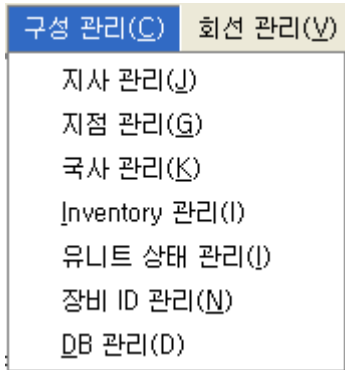 구성 관리(C) 회선 관리(V)
지사 관리(J)
지점 관리(G)
국사 관리(K)
Inventory 관리(I)
유니트 상태 관리(I)
장비 ID 관리(N)
DB 관리(D)